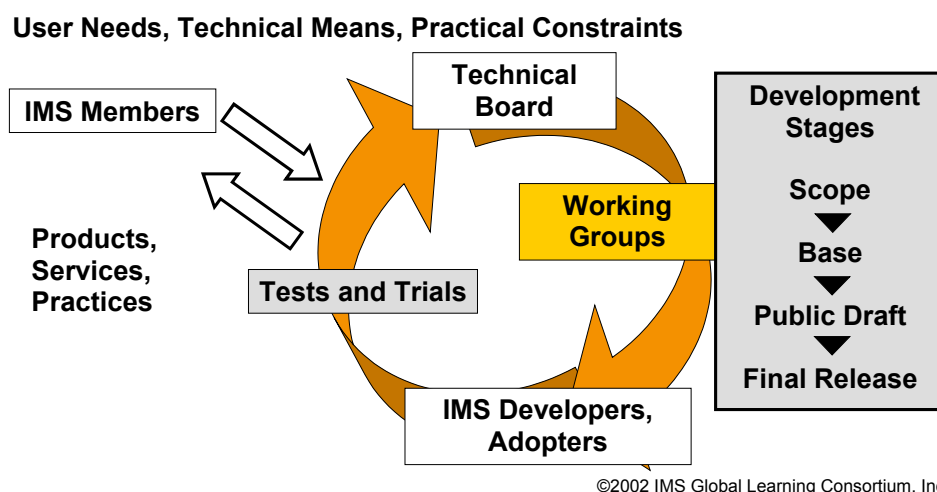 User Needs, Technical Means, Practical Constraints
Technical
Board
IMS Members
Development
Stages
Scope
Working
Groups
Base
Products,
Services,
Practices
Tests and Trials
Public Draft
Final Release
IMS Developers,
Adopters
©2002 IMS Global Learning Consortium, Inc